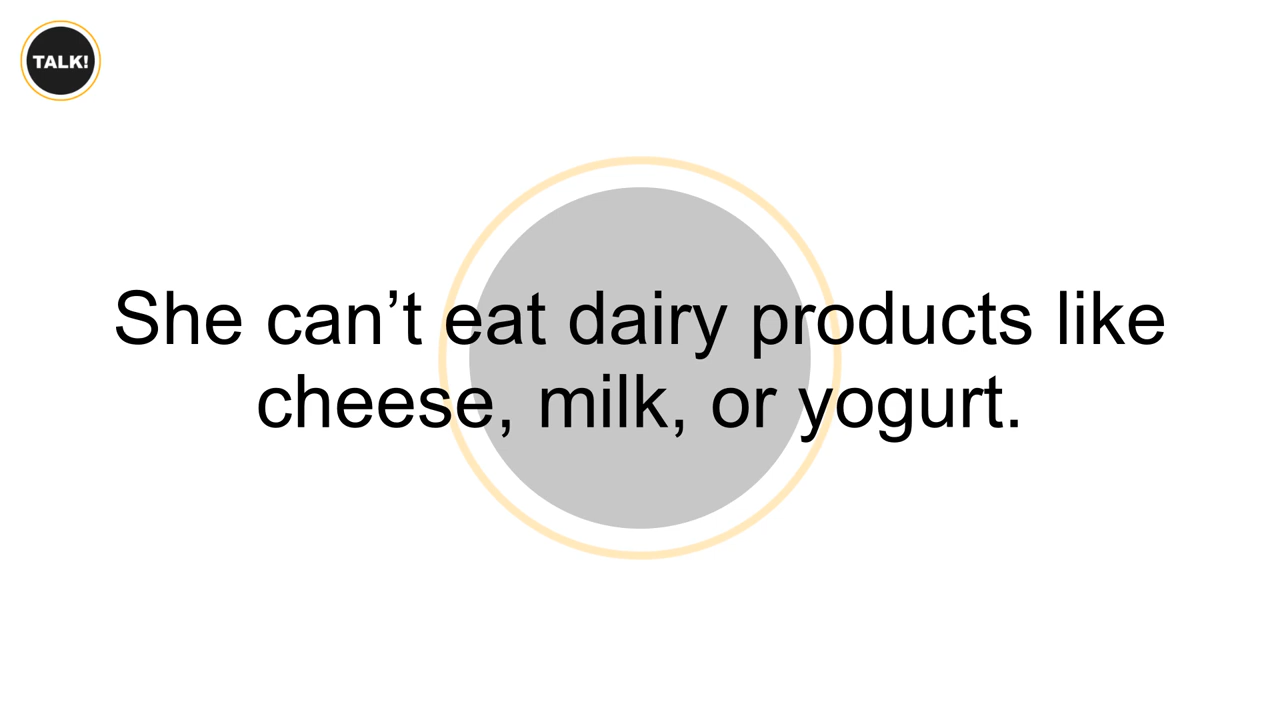 TALK!
She can’t eat dairy products like
cheese, milk, or yogurt.